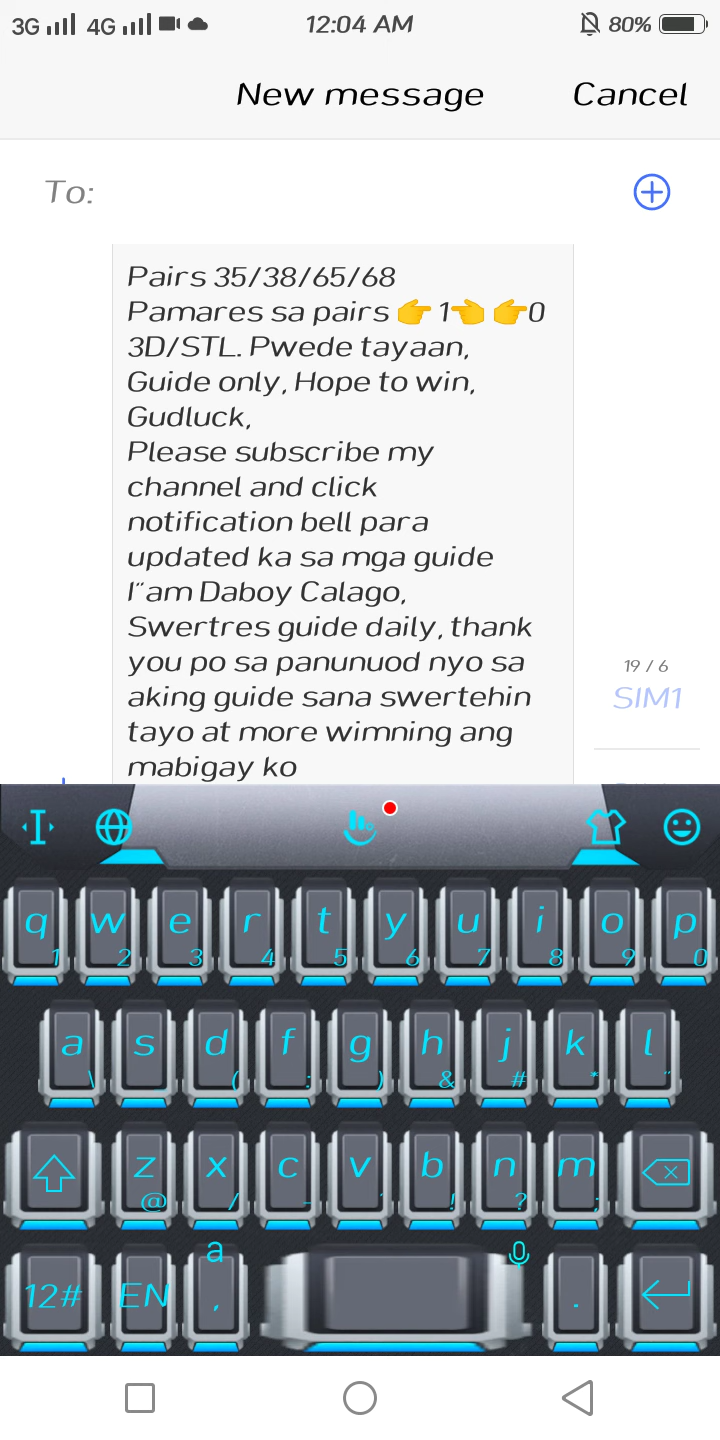 3G 4G 12:04 AM 80%
New message Cancel
To:
Pairs 35/38/65/68
Pamares sa pairs 👉1👈 👉0
3D/STL. Pwede tayaan,
Guide only, Hope to win,
Gudluck,
Please subscribe my
channel and click
notification bell para
updated ka sa mga guide
I"am Daboy Calago,
Swertres guide daily, thank
you po sa panunuod nyo sa
aking guide sana swertehin
tayo at more wimning ang
mabigay ko
19 / 6
SIM1
q w e r t y u i o p
1 2 3 4 5 6 7 8 9 0
a s d f g h j k l
\ _ ( : ) & # * "
z x c v b n m
@ / - ' ! ? ;
12# EN a , .